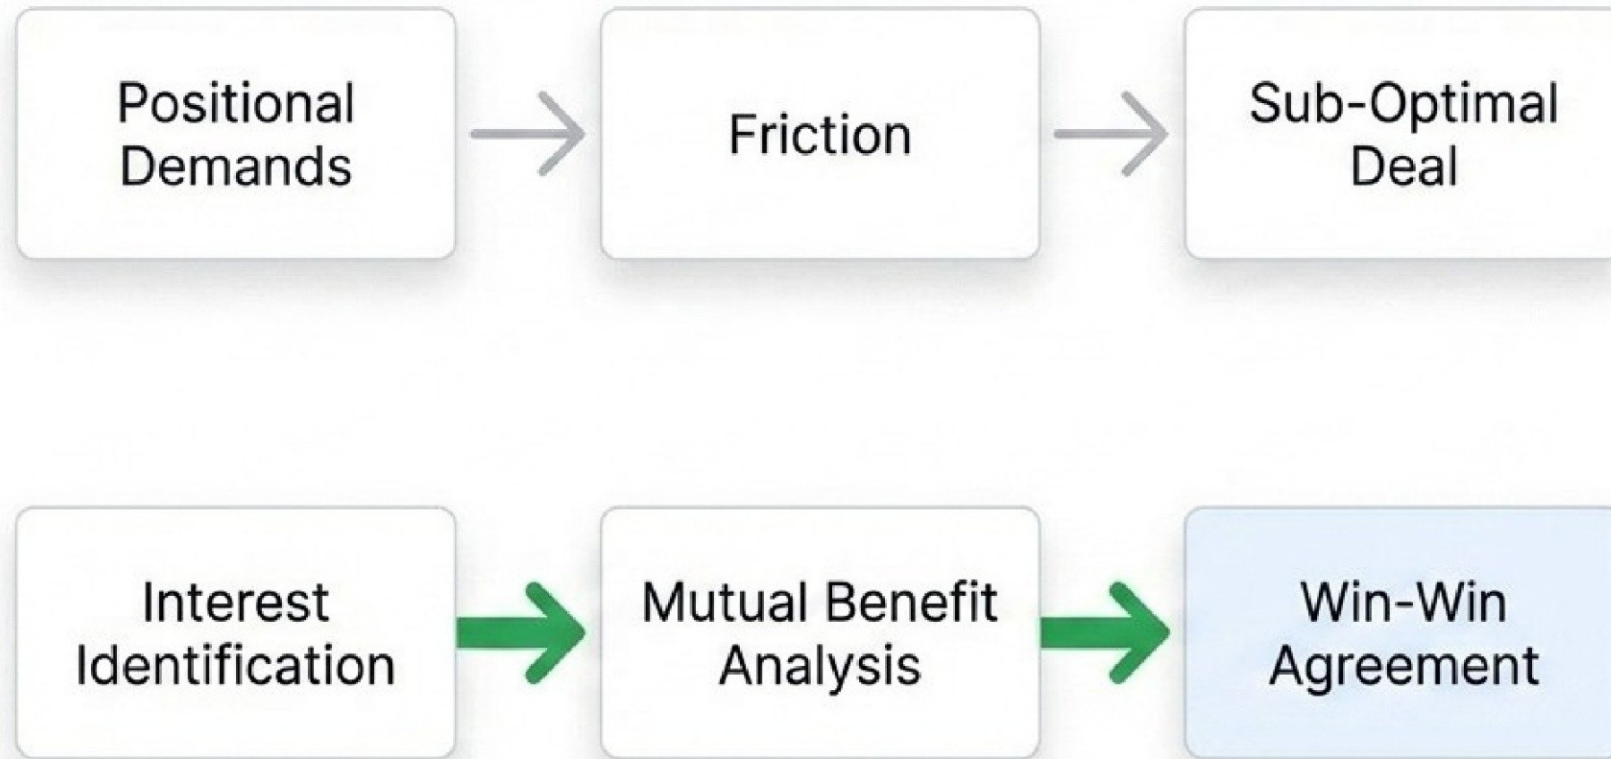 Positional
Demands
Friction
Sub-Optimal
Deal
Interest
Identification
Mutual Benefit
Analysis
Win-Win
Agreement